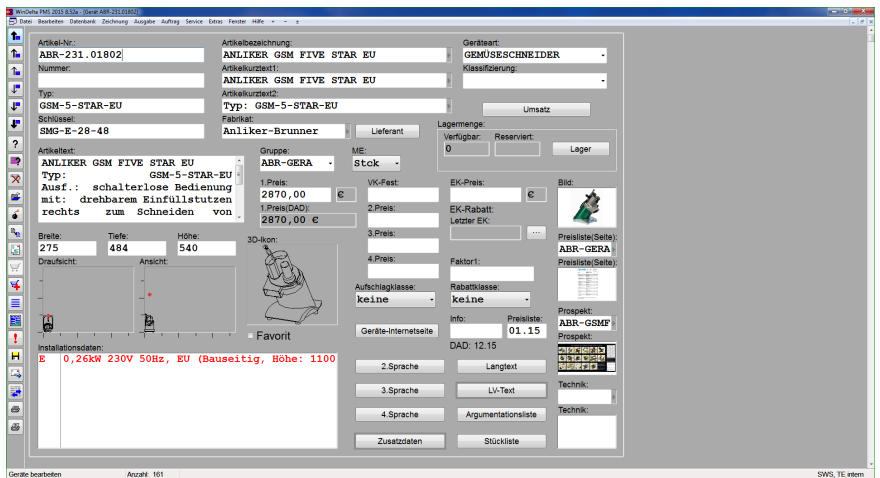 WinDelta PMS 2015 8.52a - [Gerät ABR-231.01802]
Datei Bearbeiten Datenbank Zeichnung Ausgabe Auftrag Service Extras Fenster Hilfe + - ±
Artikel-Nr.: Artikelbezeichnung: Geräteart:
ABR-231.01802 ANLIKER GSM FIVE STAR EU GEMÜSESCHNEIDER
Nummer: Artikelkurztext1: Klassifizierung:
ANLIKER GSM FIVE STAR EU
Typ: Artikelkurztext2:
GSM-5-STAR-EU Typ: GSM-5-STAR-EU Umsatz
Schlüssel: Fabrikat: Lagermenge:
SMG-E-28-48 Anliker-Brunner Lieferant Verfügbar: Reserviert:
0 Lager
Artikeltext: Gruppe: ME:
ANLIKER GSM FIVE STAR EU ABR-GERA Stck
Typ: GSM-5-STAR-EU
Ausf.: schalterlose Bedienung
mit: drehbarem Einfüllstutzen
rechts zum Schneiden von
1.Preis: VK-Fest: EK-Preis: Bild:
2870,00 € €
1.Preis(DAD): 2.Preis: EK-Rabatt:
2870,00 € Letzter EK:
...
3.Preis: Preisliste(Seite):
ABR-GERA
Breite: Tiefe: Höhe: 3D-Ikon:
275 484 540
Draufsicht: Ansicht: 4.Preis: Faktor1: Preisliste(Seite):
Aufschlagklasse: Rabattklasse:
keine keine
Info: Preisliste: Prospekt:
Geräte-Internetseite 01.15 ABR-GSMF
Favorit DAD: 12.15 Prospekt:
Installationsdaten:
E 0,26kW 230V 50Hz, EU (Bauseitig, Höhe: 1100
2.Sprache Langtext
Technik:
3.Sprache LV-Text
4.Sprache Argumentationsliste Technik:
Zusatzdaten Stückliste
Geräte bearbeiten Anzahl: 161 SWS, TE intern